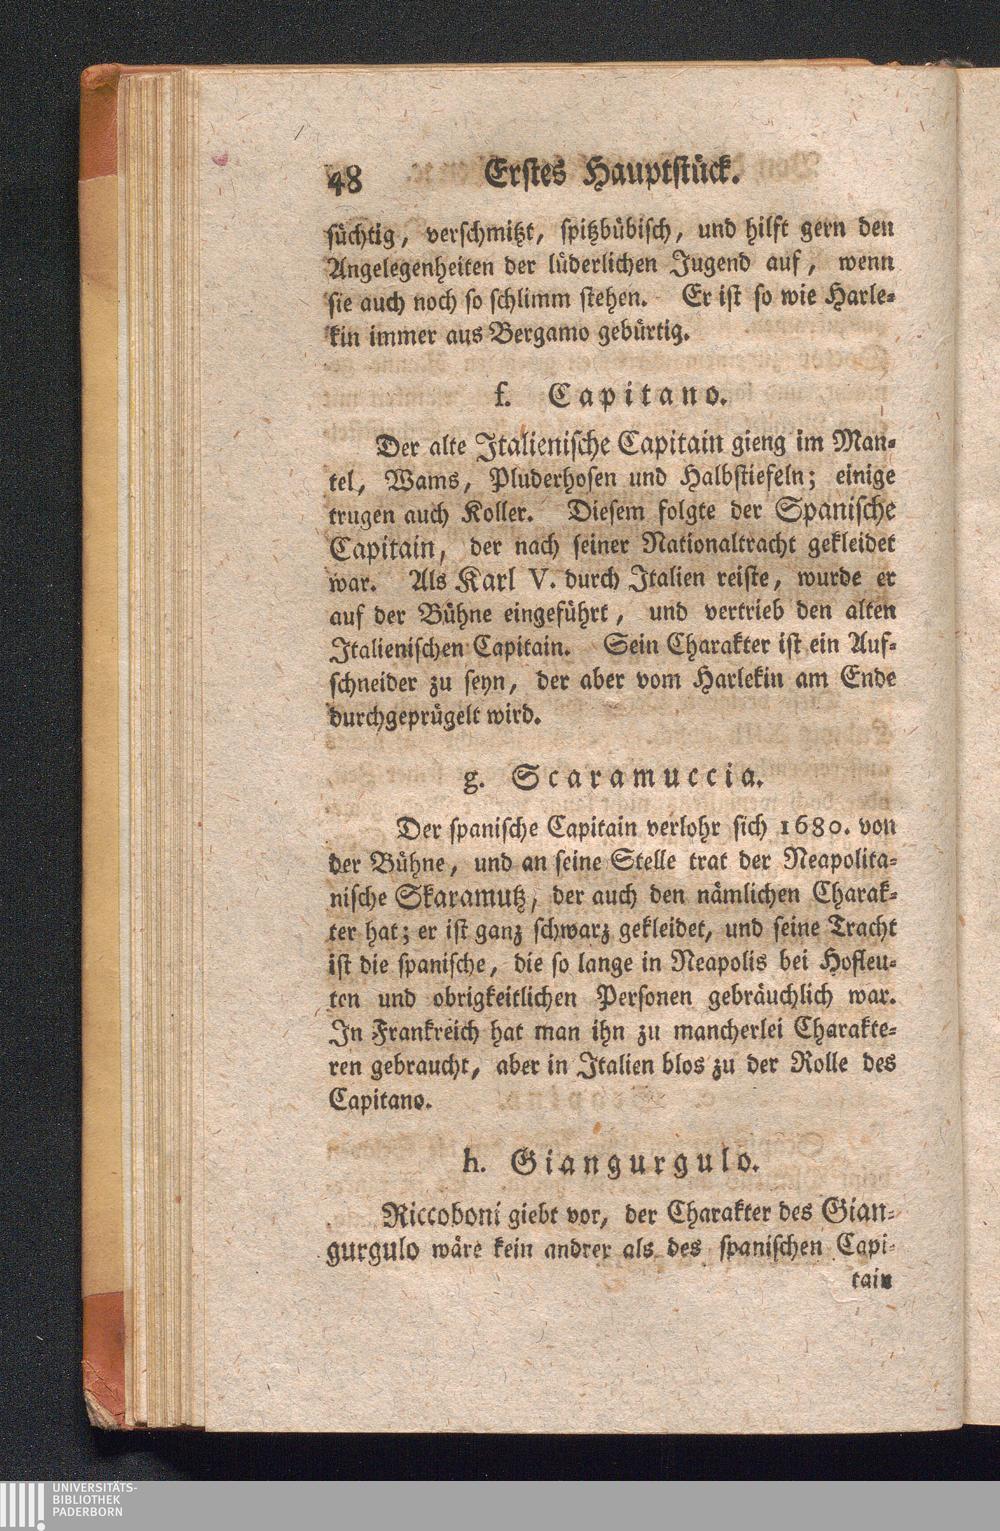 48 Erstes Hauptstück.
süchtig, verschmitzt, spitzbübisch, und hilft gern den
Angelegenheiten der lüderlichen Jugend auf, wenn
sie auch noch so schlimm stehen. Er ist so wie Harle-
kin immer aus Bergamo gebürtig.
f. Capitano.
Der alte Italienische Capitain gieng im Man-
tel, Wams, Pluderhosen und Halbstiefeln; einige
trugen auch Koller. Diesem folgte der Spanische
Capitain, der nach seiner Nationaltracht gekleidet
war. Als Karl V. durch Italien reiste, wurde er
auf der Bühne eingeführt, und vertrieb den alten
Italienischen Capitain. Sein Charakter ist ein Auf-
schneider zu seyn, der aber vom Harlekin am Ende
durchgeprügelt wird.
g. Scaramuccia.
Der spanische Capitain verlohr sich 1680. von
der Bühne, und an seine Stelle trat der Neapolita-
nische Skaramutz, der auch den nämlichen Charak-
ter hat; er ist ganz schwarz gekleidet, und seine Tracht
ist die spanische, die so lange in Neapolis bei Hofleu-
ten und obrigkeitlichen Personen gebräuchlich war.
In Frankreich hat man ihn zu mancherlei Charakte-
ren gebraucht, aber in Italien blos zu der Rolle des
Capitano.
h. Giangurgulo.
Riccoboni giebt vor, der Charakter des Gian-
gurgulo wäre kein andrer als des spanischen Capi-
tain
UNIVERSITÄTS-
BIBLIOTHEK
PADERBORN